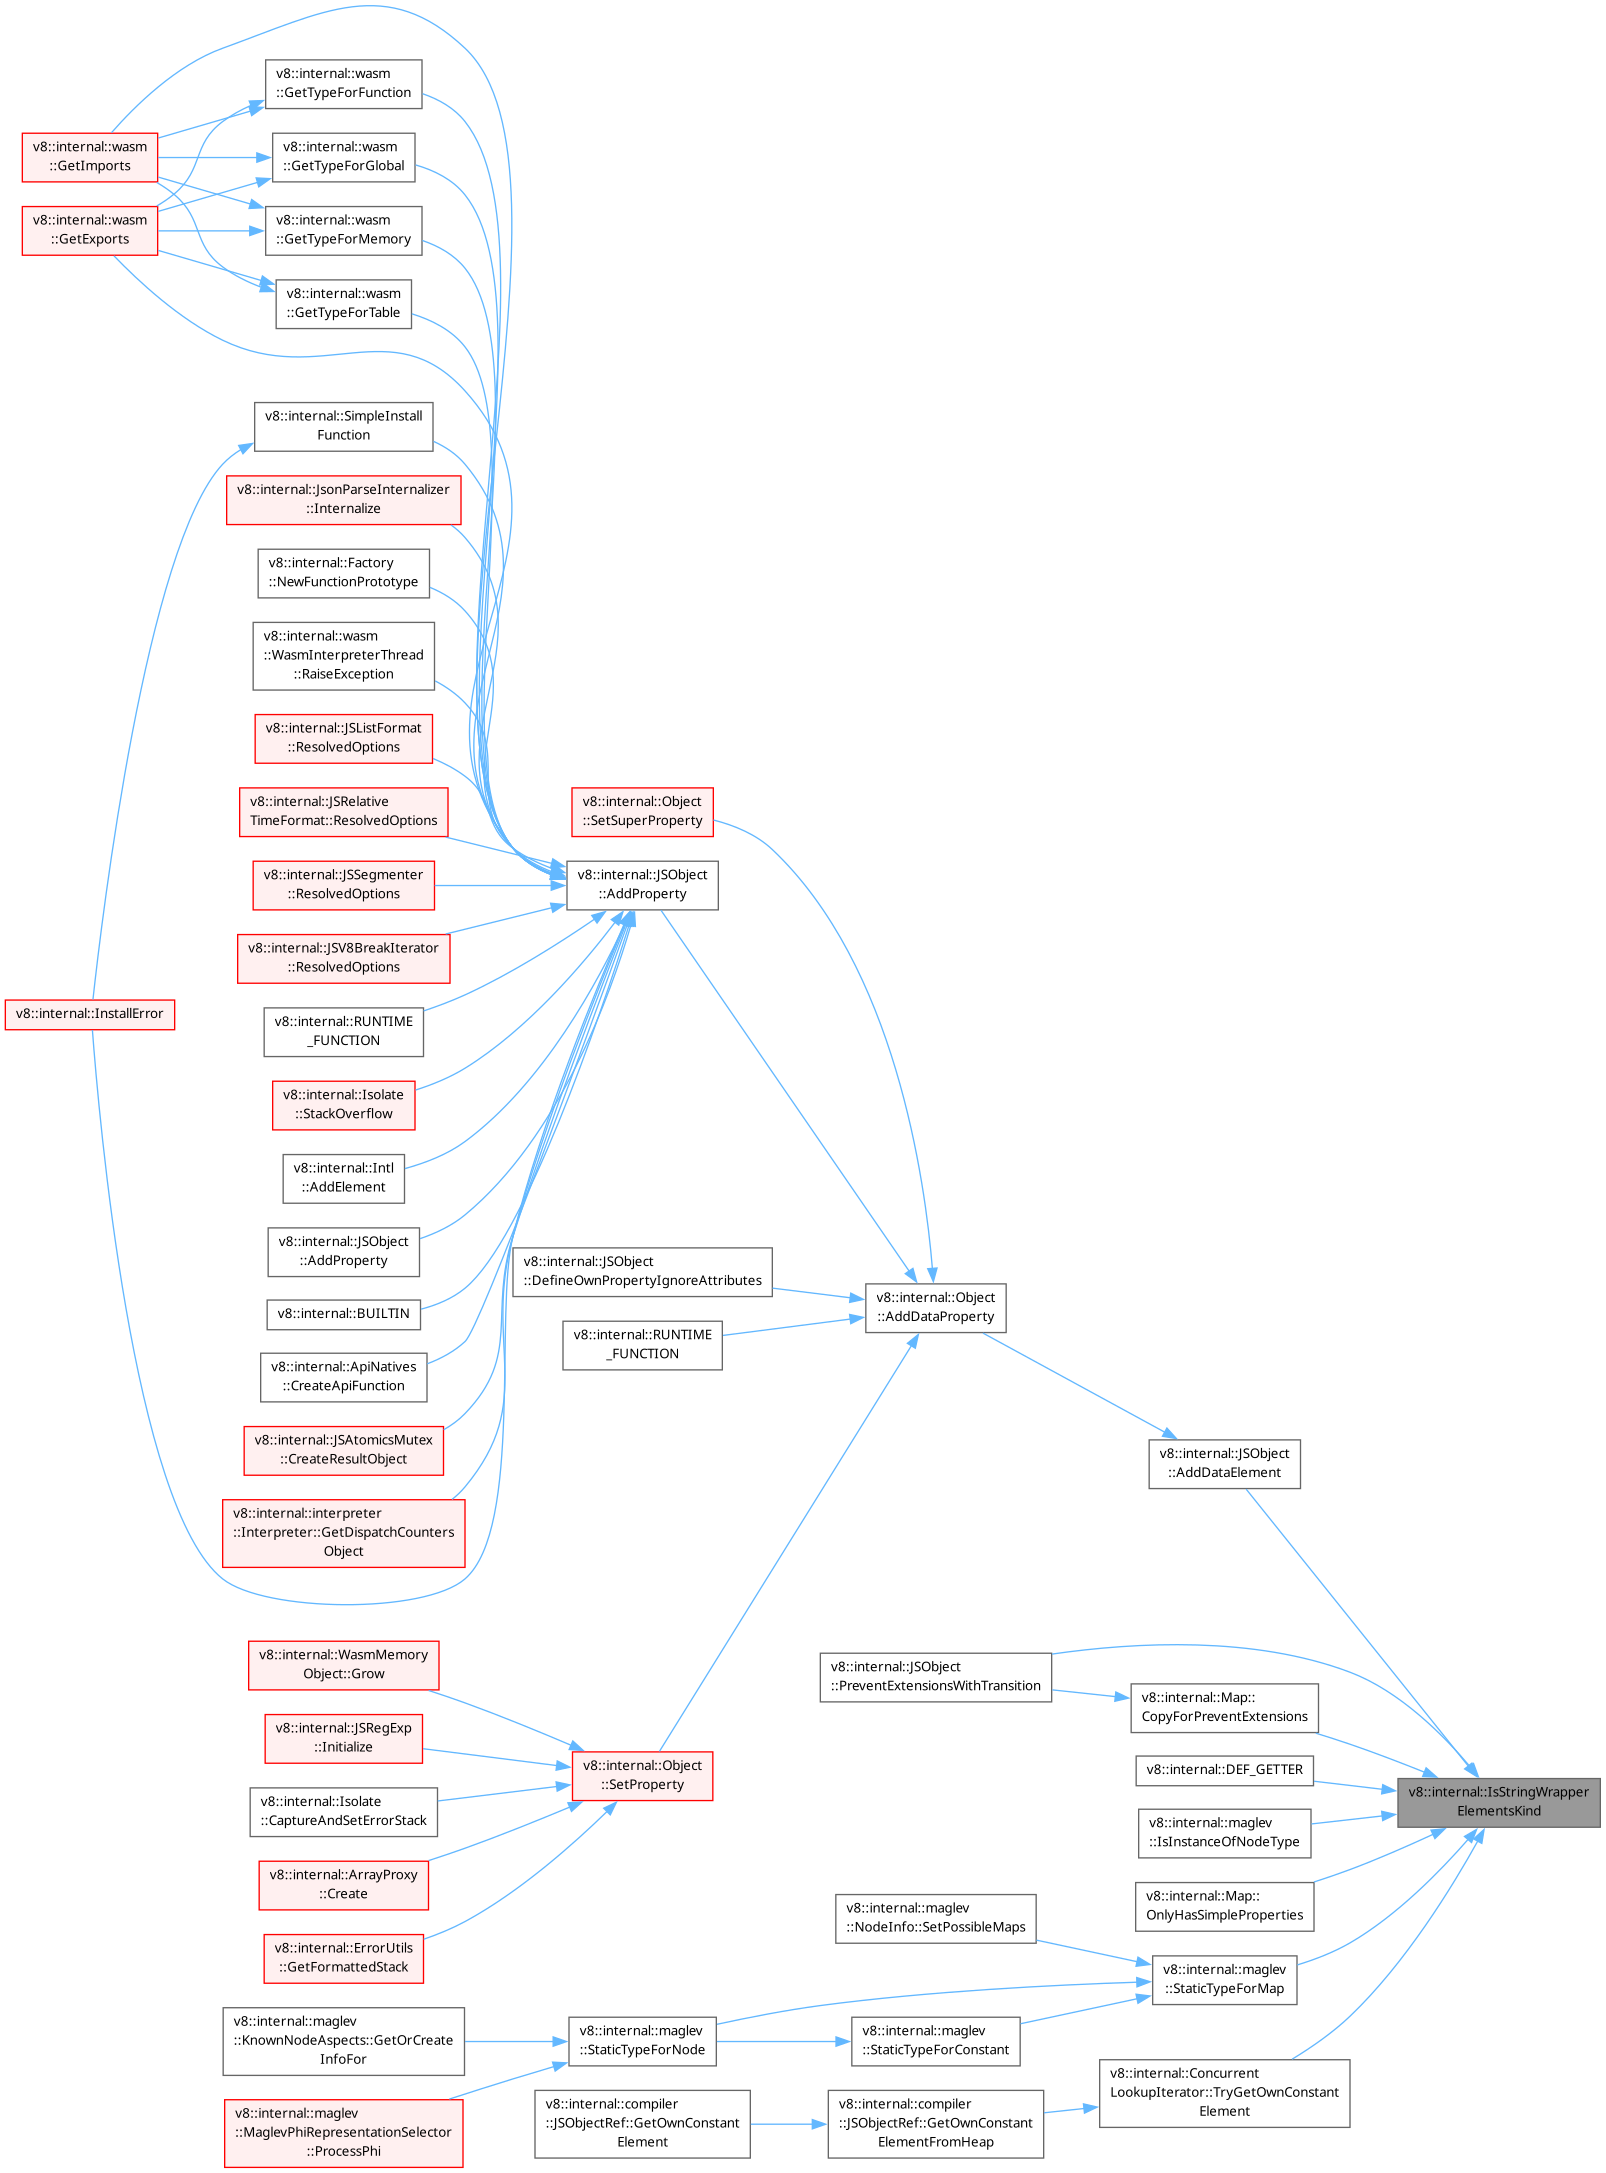 v8::internal::wasm
::GetTypeForFunction
v8::internal::wasm
::GetImports
v8::internal::wasm
::GetTypeForGlobal
v8::internal::wasm
::GetExports
v8::internal::wasm
::GetTypeForMemory
v8::internal::wasm
::GetTypeForTable
v8::internal::SimpleInstall
Function
v8::internal::JsonParseInternalizer
::Internalize
v8::internal::Factory
::NewFunctionPrototype
v8::internal::wasm
::WasmInterpreterThread
::RaiseException
v8::internal::JSListFormat
::ResolvedOptions
v8::internal::JSRelative
TimeFormat::ResolvedOptions
v8::internal::Object
::SetSuperProperty
v8::internal::JSSegmenter
::ResolvedOptions
v8::internal::JSObject
::AddProperty
v8::internal::JSV8BreakIterator
::ResolvedOptions
v8::internal::InstallError
v8::internal::RUNTIME
_FUNCTION
v8::internal::Isolate
::StackOverflow
v8::internal::Intl
::AddElement
v8::internal::JSObject
::AddProperty
v8::internal::JSObject
::DefineOwnPropertyIgnoreAttributes
v8::internal::Object
::AddDataProperty
v8::internal::BUILTIN
v8::internal::RUNTIME
_FUNCTION
v8::internal::ApiNatives
::CreateApiFunction
v8::internal::JSAtomicsMutex
::CreateResultObject
v8::internal::JSObject
::AddDataElement
v8::internal::interpreter
::Interpreter::GetDispatchCounters
Object
v8::internal::WasmMemory
Object::Grow
v8::internal::JSObject
::PreventExtensionsWithTransition
v8::internal::Map::
CopyForPreventExtensions
v8::internal::JSRegExp
::Initialize
v8::internal::Object
::SetProperty
v8::internal::DEF_GETTER
v8::internal::IsStringWrapper
ElementsKind
v8::internal::Isolate
::CaptureAndSetErrorStack
v8::internal::maglev
::IsInstanceOfNodeType
v8::internal::ArrayProxy
::Create
v8::internal::Map::
OnlyHasSimpleProperties
v8::internal::maglev
::NodeInfo::SetPossibleMaps
v8::internal::ErrorUtils
::GetFormattedStack
v8::internal::maglev
::StaticTypeForMap
v8::internal::maglev
::KnownNodeAspects::GetOrCreate
InfoFor
v8::internal::maglev
::StaticTypeForNode
v8::internal::maglev
::StaticTypeForConstant
v8::internal::Concurrent
LookupIterator::TryGetOwnConstant
Element
v8::internal::maglev
::MaglevPhiRepresentationSelector
::ProcessPhi
v8::internal::compiler
::JSObjectRef::GetOwnConstant
Element
v8::internal::compiler
::JSObjectRef::GetOwnConstant
ElementFromHeap